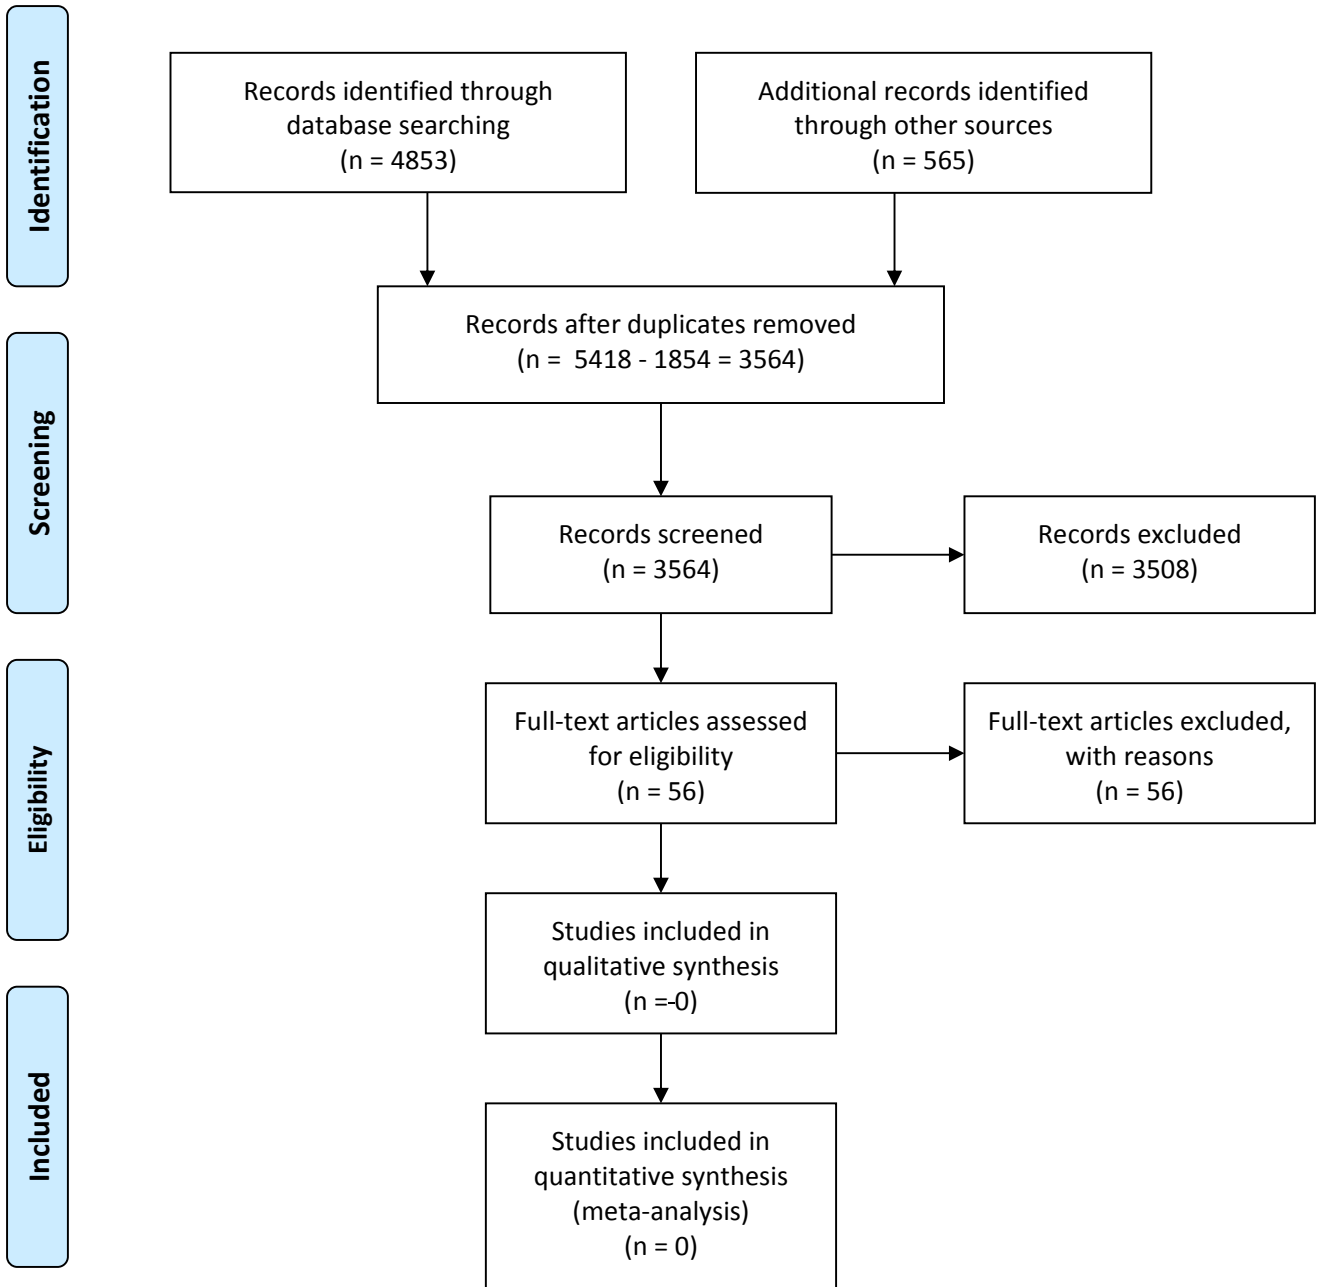 Identification
Records identified through
database searching
(n = 4853)
Additional records identified
through other sources
(n = 565)
Records after duplicates removed
(n =  5418 - 1854 = 3564)
Screening
Records screened
(n = 3564)
Records excluded
(n = 3508)
Eligibility
Full-text articles assessed
for eligibility
(n = 56)
Full-text articles excluded,
with reasons
(n = 56)
Studies included in
qualitative synthesis
(n =-0)
Included
Studies included in
quantitative synthesis
(meta-analysis)
(n = 0)